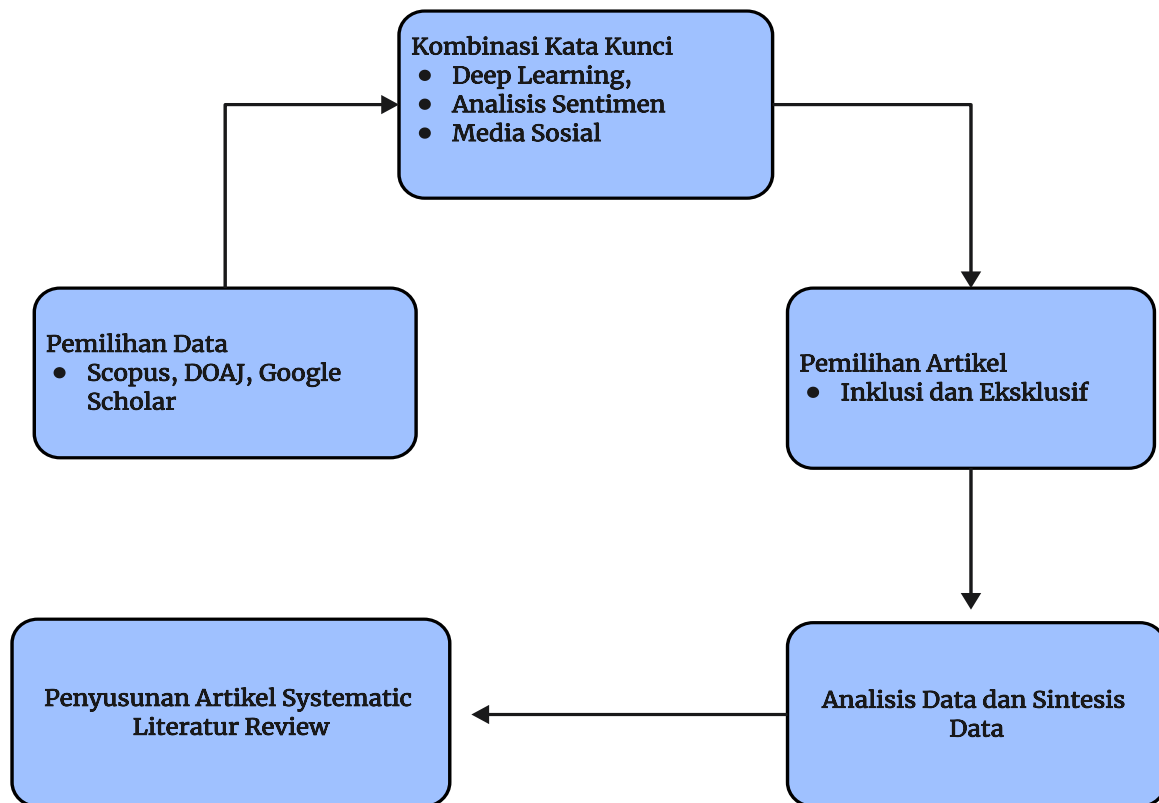 Kombinasi Kata Kunci
● Deep Learning,
● Analisis Sentimen
● Media Sosial
Pemilihan Data
● Scopus, DOAJ, Google
Scholar
Pemilihan Artikel
● Inklusi dan Eksklusif
Analisis Data dan Sintesis
Data
Penyusunan Artikel Systematic
Literatur Review